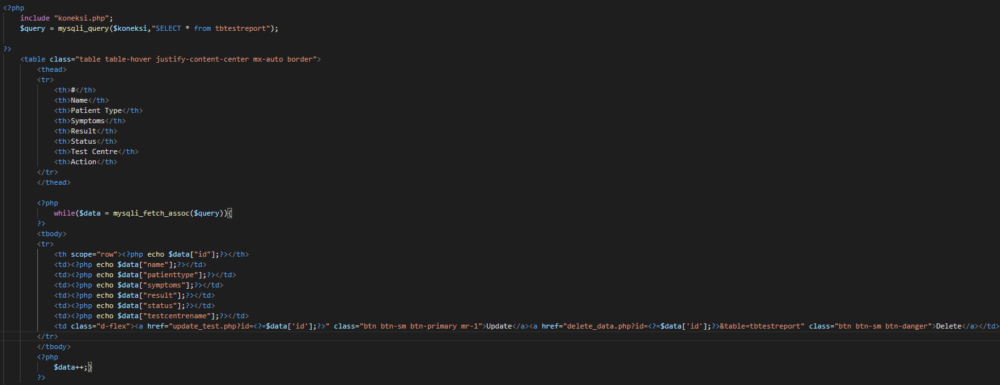 <?php
include "koneksi.php";
$query = mysqli_query($koneksi,"SELECT * from tbtestreport");
?>
<table class="table table-hover justify-content-center mx-auto border">
<thead>
<tr>
<th>#</th>
<th>Name</th>
<th>Patient Type</th>
<th>Symptoms</th>
<th>Result</th>
<th>Status</th>
<th>Test Centre</th>
<th>Action</th>
</tr>
</thead>
<?php
while($data = mysqli_fetch_assoc($query)){
?>
<tbody>
<tr>
<th scope="row"><?php echo $data["id"];?></th>
<td><?php echo $data["name"];?></td>
<td><?php echo $data["patienttype"];?></td>
<td><?php echo $data["symptoms"];?></td>
<td><?php echo $data["result"];?></td>
<td><?php echo $data["status"];?></td>
<td><?php echo $data["testcentrename"];?></td>
<td class="d-flex"><a href="update_test.php?id=<?=$data['id'];?>" class="btn btn-sm btn-primary mr-1">Update</a><a href="delete_data.php?id=<?=$data['id'];?>&table=tbtestreport" class="btn btn-sm btn-danger">Delete</a></td>
</tr>
</tbody>
<?php
$data++;}
?>